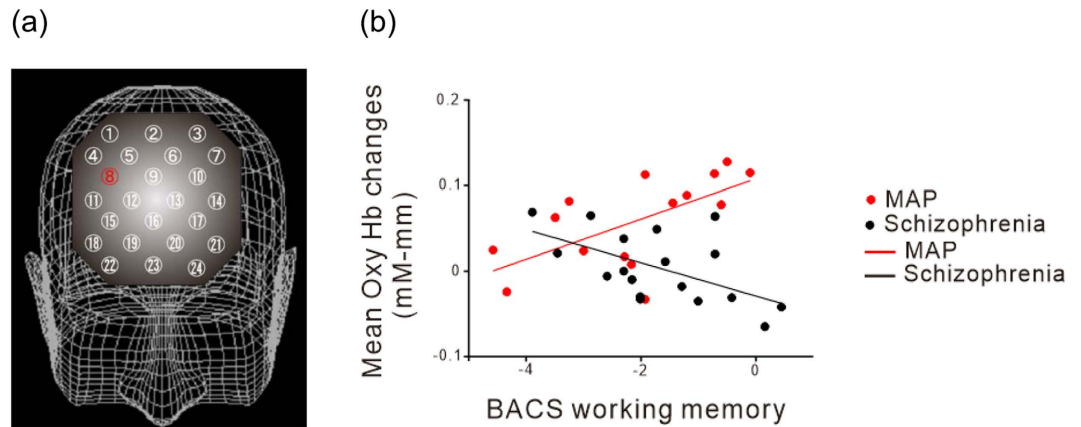 (a)
① ② ③
④ ⑤ ⑥ ⑦
⑧ ⑨ ⑩
⑪ ⑫ ⑬ ⑭
⑮ ⑯ ⑰
⑱ ⑲ ⑳ ㉑
㉒ ㉓ ㉔
(b)
Mean Oxy Hb changes
(mM-mm)
0.2
0.1
0
-0.1
-4 -2 0
BACS working memory
MAP
Schizophrenia
MAP
Schizophrenia